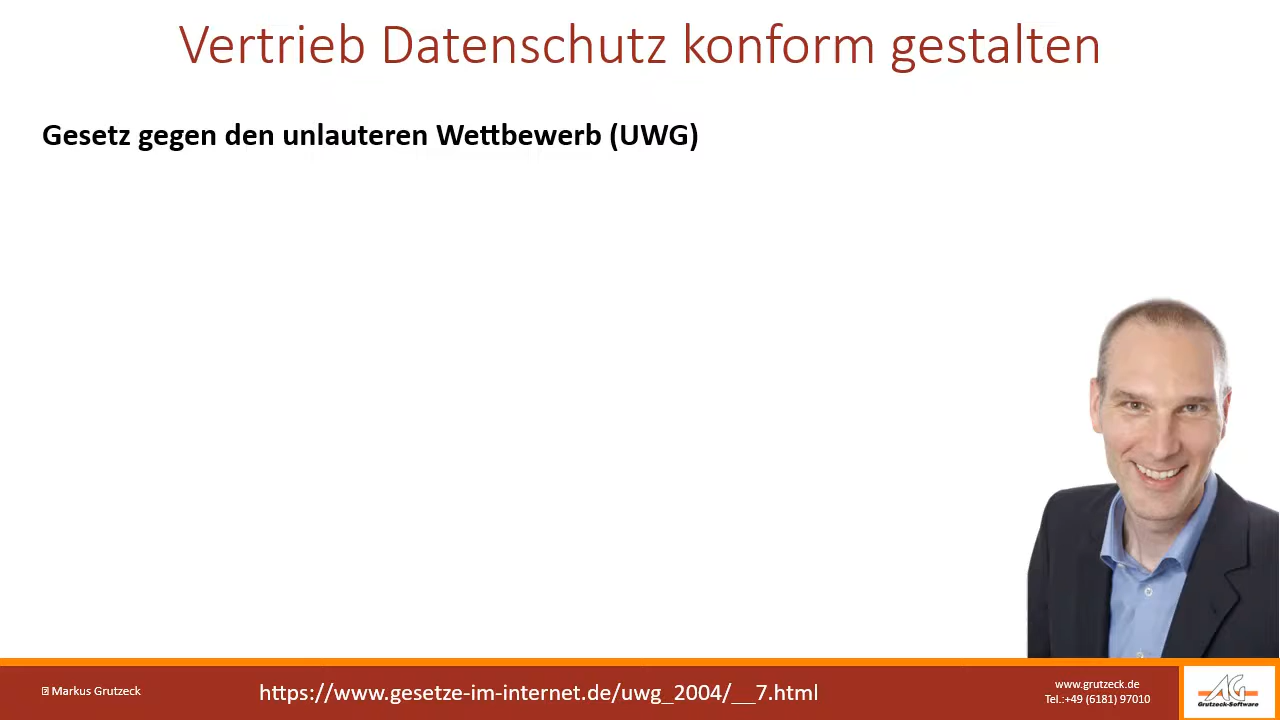 Vertrieb Datenschutz konform gestalten
Gesetz gegen den unlauteren Wettbewerb (UWG)
Markus Grutzeck
https://www.gesetze-im-internet.de/uwg_2004/__7.html
www.grutzeck.de
Tel.:+49 (6181) 97010
AG
Grutzeck-Software